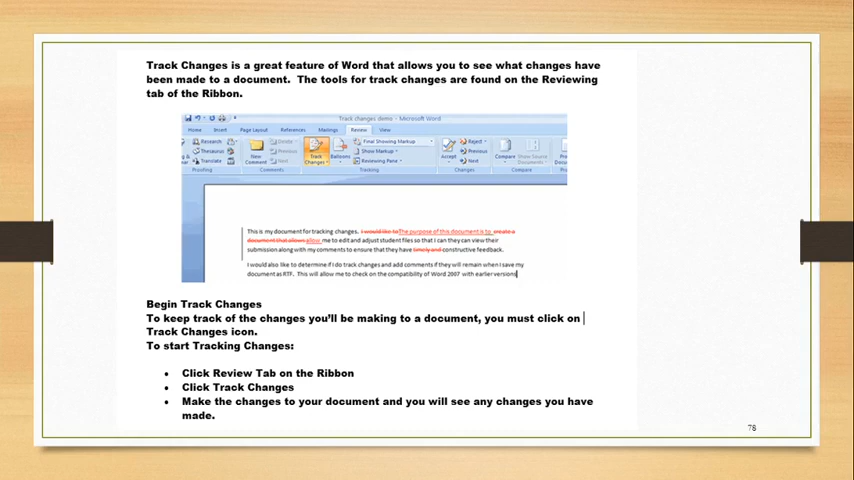 Track Changes is a great feature of Word that allows you to see what changes have
been made to a document. The tools for track changes are found on the Reviewing
tab of the Ribbon.
Track changes demo - Microsoft Word
Home Insert Page Layout References Mailings Review View
Research
Thesaurus
Translate
Proofing
New
Comment
Delete
Previous
Next
Comments
Track
Changes
Balloons
Final Showing Markup
Show Markup
Reviewing Pane
Tracking
Accept
Reject
Previous
Next
Changes
Compare
Show Source
Documents
Compare
This is my document for tracking changes. I would like to The purpose of this document is to create a
document that allows allow me to edit and adjust student files so that I can they can view their
submission along with my comments to ensure that they have timely and constructive feedback.
I would also like to determine if I do track changes and add comments if they will remain when I save my
document as RTF. This will allow me to check on the compatibility of Word 2007 with earlier versions
Begin Track Changes
To keep track of the changes you'll be making to a document, you must click on
Track Changes icon.
To start Tracking Changes:
• Click Review Tab on the Ribbon
• Click Track Changes
• Make the changes to your document and you will see any changes you have
made.
78